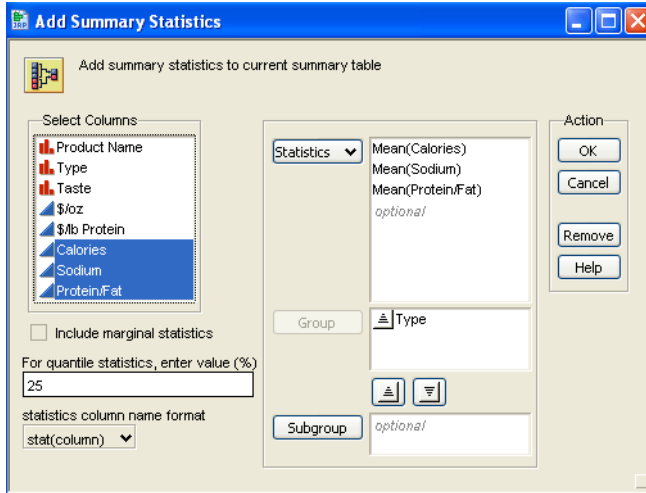 Add Summary Statistics
Add summary statistics to current summary table
Select Columns
Product Name
Type
Taste
$/oz
$/lb Protein
Calories
Sodium
Protein/Fat
Include marginal statistics
For quantile statistics, enter value (%)
25
statistics column name format
stat(column)
Statistics
Mean(Calories)
Mean(Sodium)
Mean(Protein/Fat)
optional
Group
Type
Subgroup
optional
Action
OK
Cancel
Remove
Help